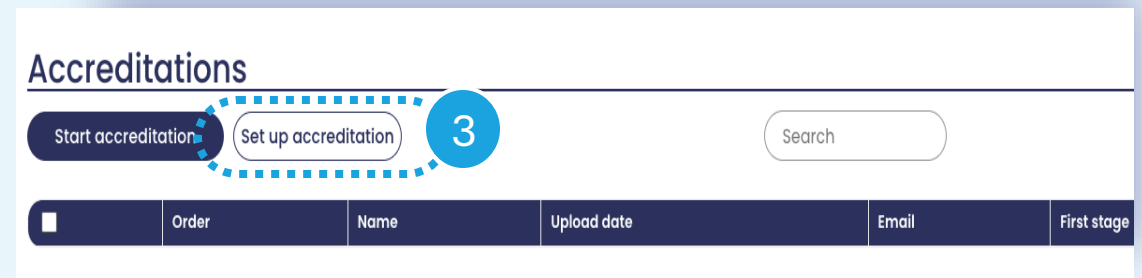 Accreditations
Start accreditation Set up accreditation 3 Search
Order Name Upload date Email First stage